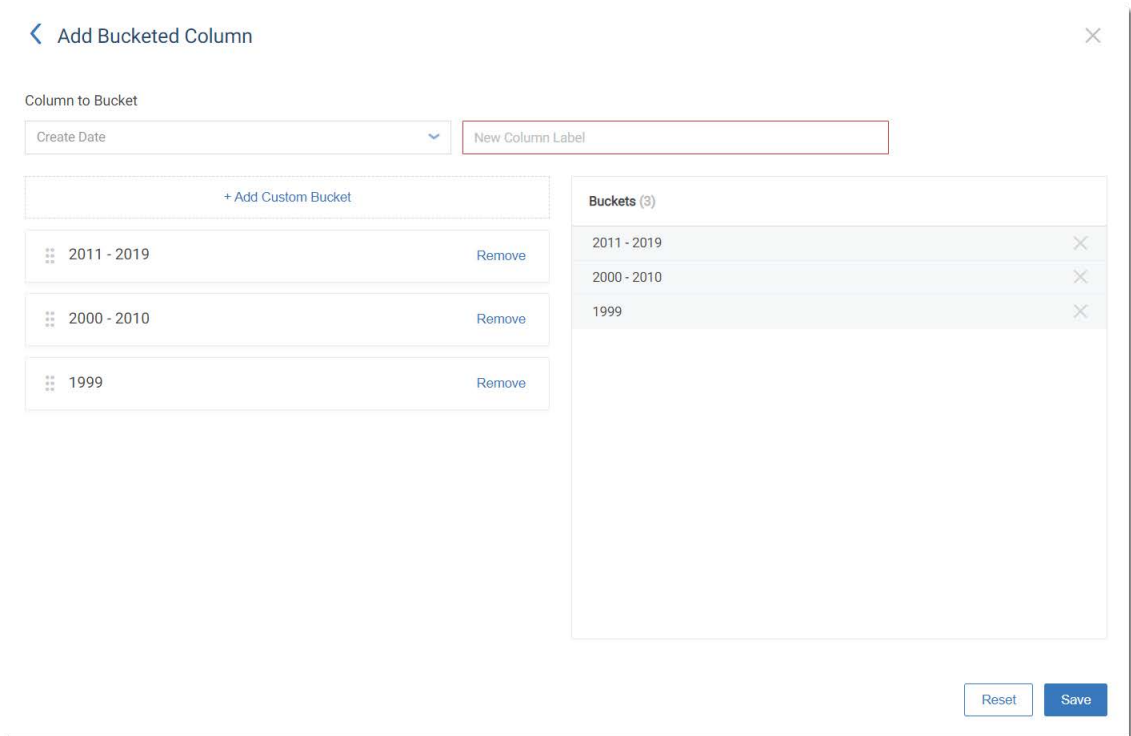 Add Bucketed Column
Column to Bucket
Create Date
New Column Label
+ Add Custom Bucket
2011 - 2019 Remove
2000 - 2010 Remove
1999 Remove
Buckets (3)
2011 - 2019
2000 - 2010
1999
Reset Save